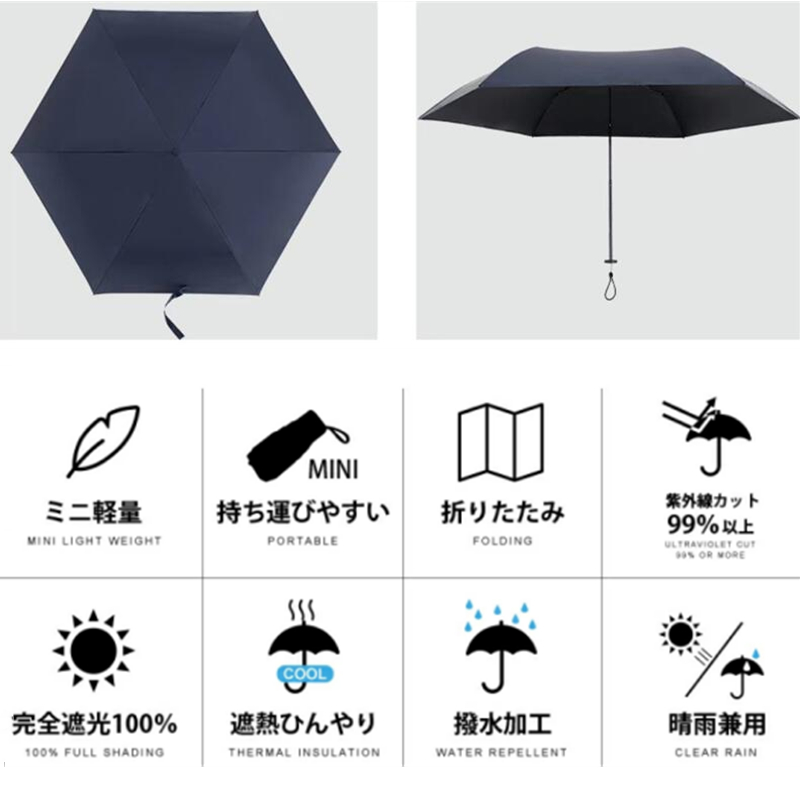 MINI
ミニ軽量
MINI LIGHT WEIGHT
持ち運びやすい
PORTABLE
折りたたみ
FOLDING
紫外線カット
99%以上
ULTRAVIOLET CUT
99% OR MORE
完全遮光100%
100% FULL SHADING
COOL
遮熱ひんやり
THERMAL INSULATION
撥水加工
WATER REPELLENT
晴雨兼用
CLEAR RAIN